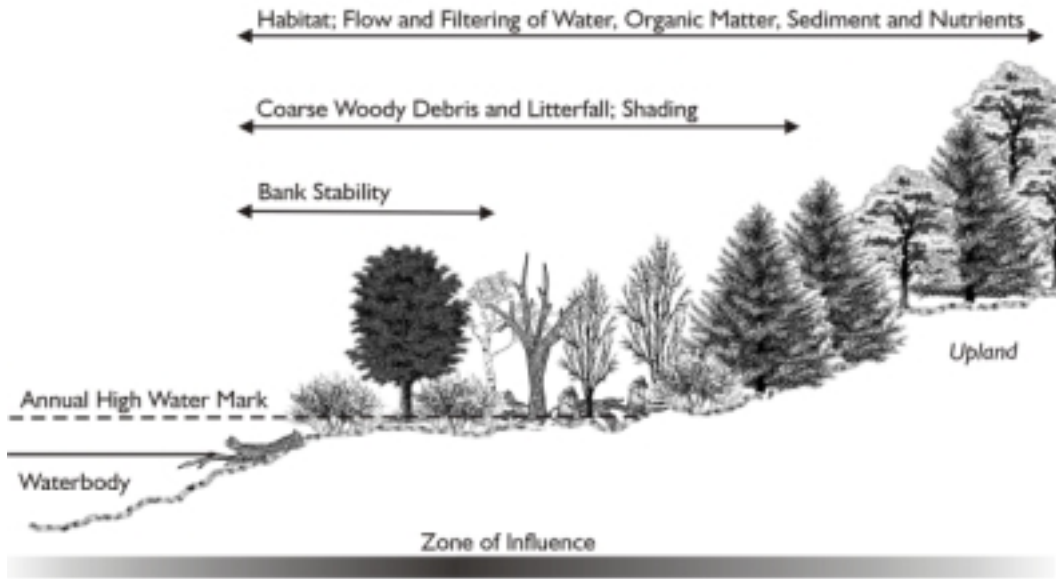 Habitat; Flow and Filtering of Water, Organic Matter, Sediment and Nutrients
Coarse Woody Debris and Litterfall; Shading
Bank Stability
Upland
Annual High Water Mark
Waterbody
Zone of Influence